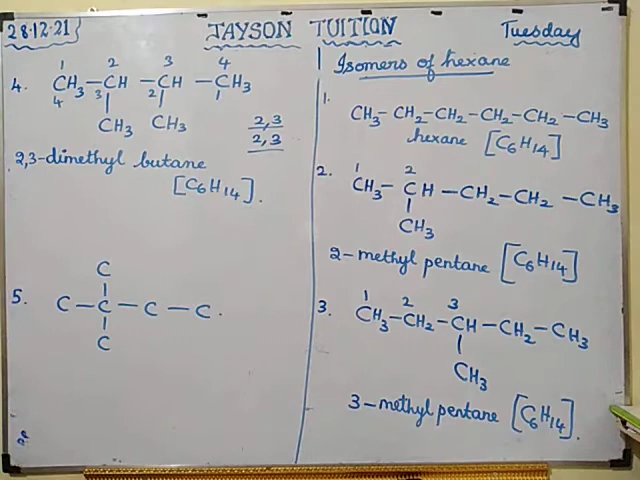 28.12.21 JAYSON TUITION Tuesday
4.
1 2 3 4
CH3-CH-CH-CH3
4 3 2 1
CH3 CH3
2,3
2,3
2,3-dimethyl butane
[C6H14].
5.
C
C-C-C-C.
C
Isomers of hexane
1.
CH3-CH2-CH2-CH2-CH2-CH3
hexane [C6H14]
2.
1 2
CH3-CH-CH2-CH2-CH3
CH3
2-methyl pentane [C6H14]
3.
1 2 3
CH3-CH2-CH-CH2-CH3
CH3
3-methyl pentane [C6H14].